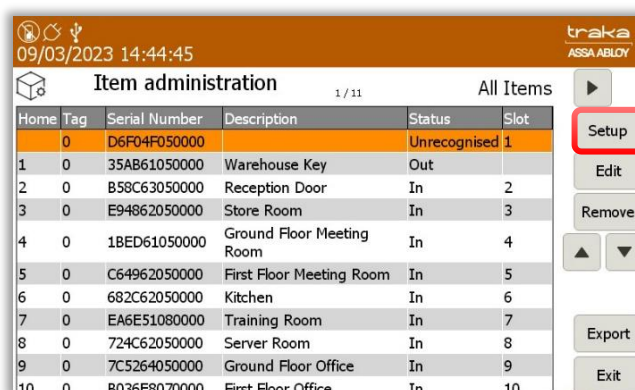 09/03/2023 14:44:45
traka
ASSA ABLOY
Item administration 1 / 11 All Items
Home Tag Serial Number Description Status Slot
0 D6F04F050000 Unrecognised 1
1 0 35AB61050000 Warehouse Key Out
2 0 B58C63050000 Reception Door In 2
3 0 E94862050000 Store Room In 3
4 0 1BED61050000 Ground Floor Meeting Room In 4
5 0 C64962050000 First Floor Meeting Room In 5
6 0 682C62050000 Kitchen In 6
7 0 EA6E51080000 Training Room In 7
8 0 724C62050000 Server Room In 8
9 0 7C5264050000 Ground Floor Office In 9
10 0 B036F8070000 First Floor Office In 10
Setup
Edit
Remove
Export
Exit